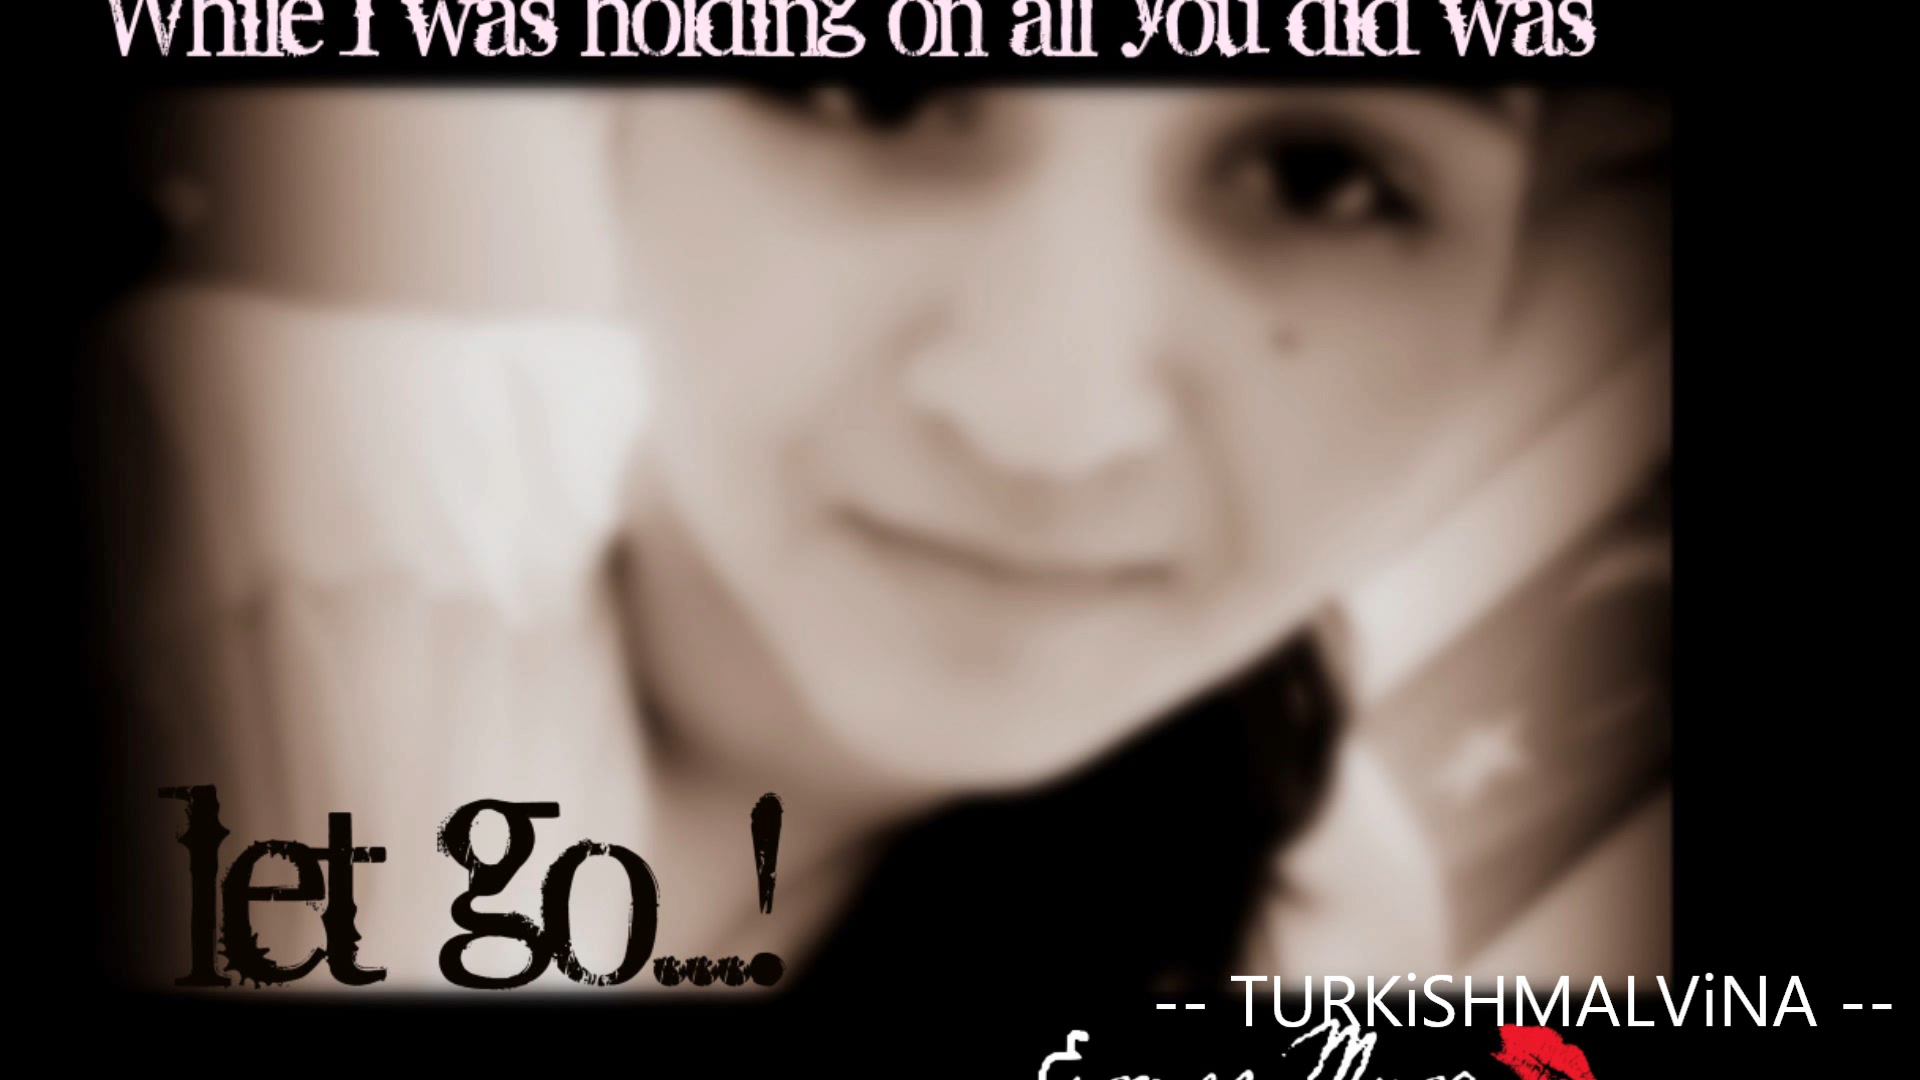 While I was holding on all you did was
let go....!
-- TURKiSHMALViNA --